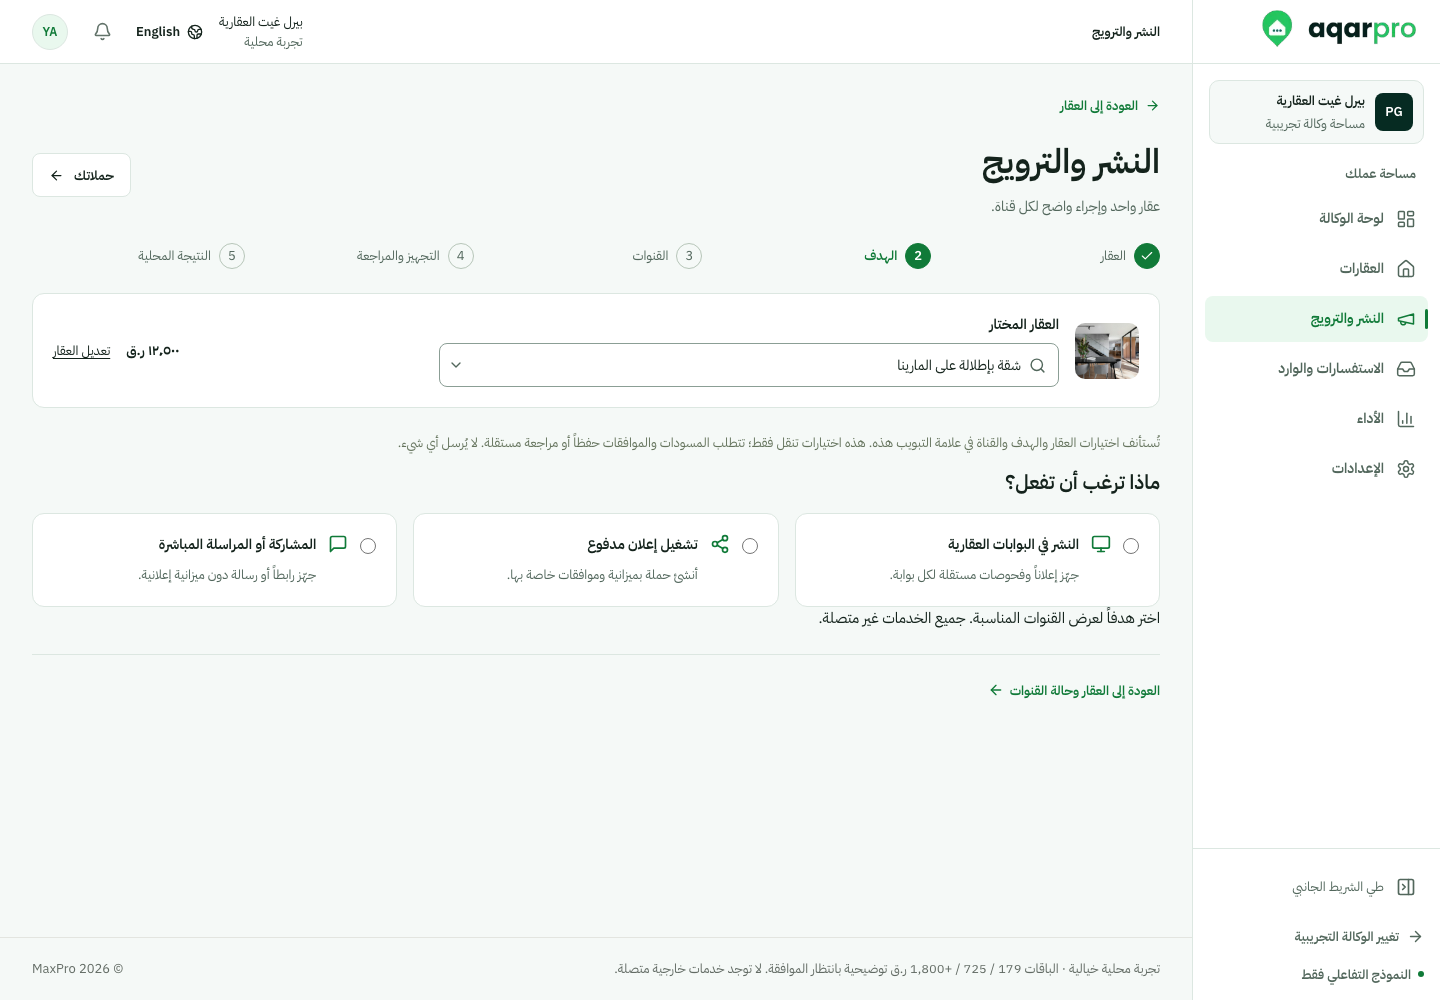 aqarpro
النشر والترويج
بيرل غيت العقارية
تجربة محلية
English
YA
PG
بيرل غيت العقارية
مساحة وكالة تجريبية
مساحة عملك
لوحة الوكالة
العقارات
النشر والترويج
الاستفسارات والوارد
الأداء
الإعدادات
طي الشريط الجانبي
تغيير الوكالة التجريبية
النموذج التفاعلي فقط
العودة إلى العقار
النشر والترويج
عقار واحد وإجراء واضح لكل قناة.
حملاتك
العقار
2 الهدف
3 القنوات
4 التجهيز والمراجعة
5 النتيجة المحلية
العقار المختار
شقة بإطلالة على المارينا
١٢٬٥٠٠ ر.ق
تعديل العقار
تُستأنف اختيارات العقار والهدف والقناة في علامة التبويب هذه. هذه اختيارات تنقل فقط؛ تتطلب المسودات والموافقات حفظاً أو مراجعة مستقلة. لا يُرسل أي شيء.
ماذا ترغب أن تفعل؟
النشر في البوابات العقارية
جهّز إعلاناً وفحوصات مستقلة لكل بوابة.
تشغيل إعلان مدفوع
أنشئ حملة بميزانية وموافقات خاصة بها.
المشاركة أو المراسلة المباشرة
جهّز رابطاً أو رسالة دون ميزانية إعلانية.
اختر هدفاً لعرض القنوات المناسبة. جميع الخدمات غير متصلة.
العودة إلى العقار وحالة القنوات
تجربة محلية خيالية · الباقات 179 / 725 / +1,800 ر.ق توضيحية بانتظار الموافقة. لا توجد خدمات خارجية متصلة.
© 2026 MaxPro